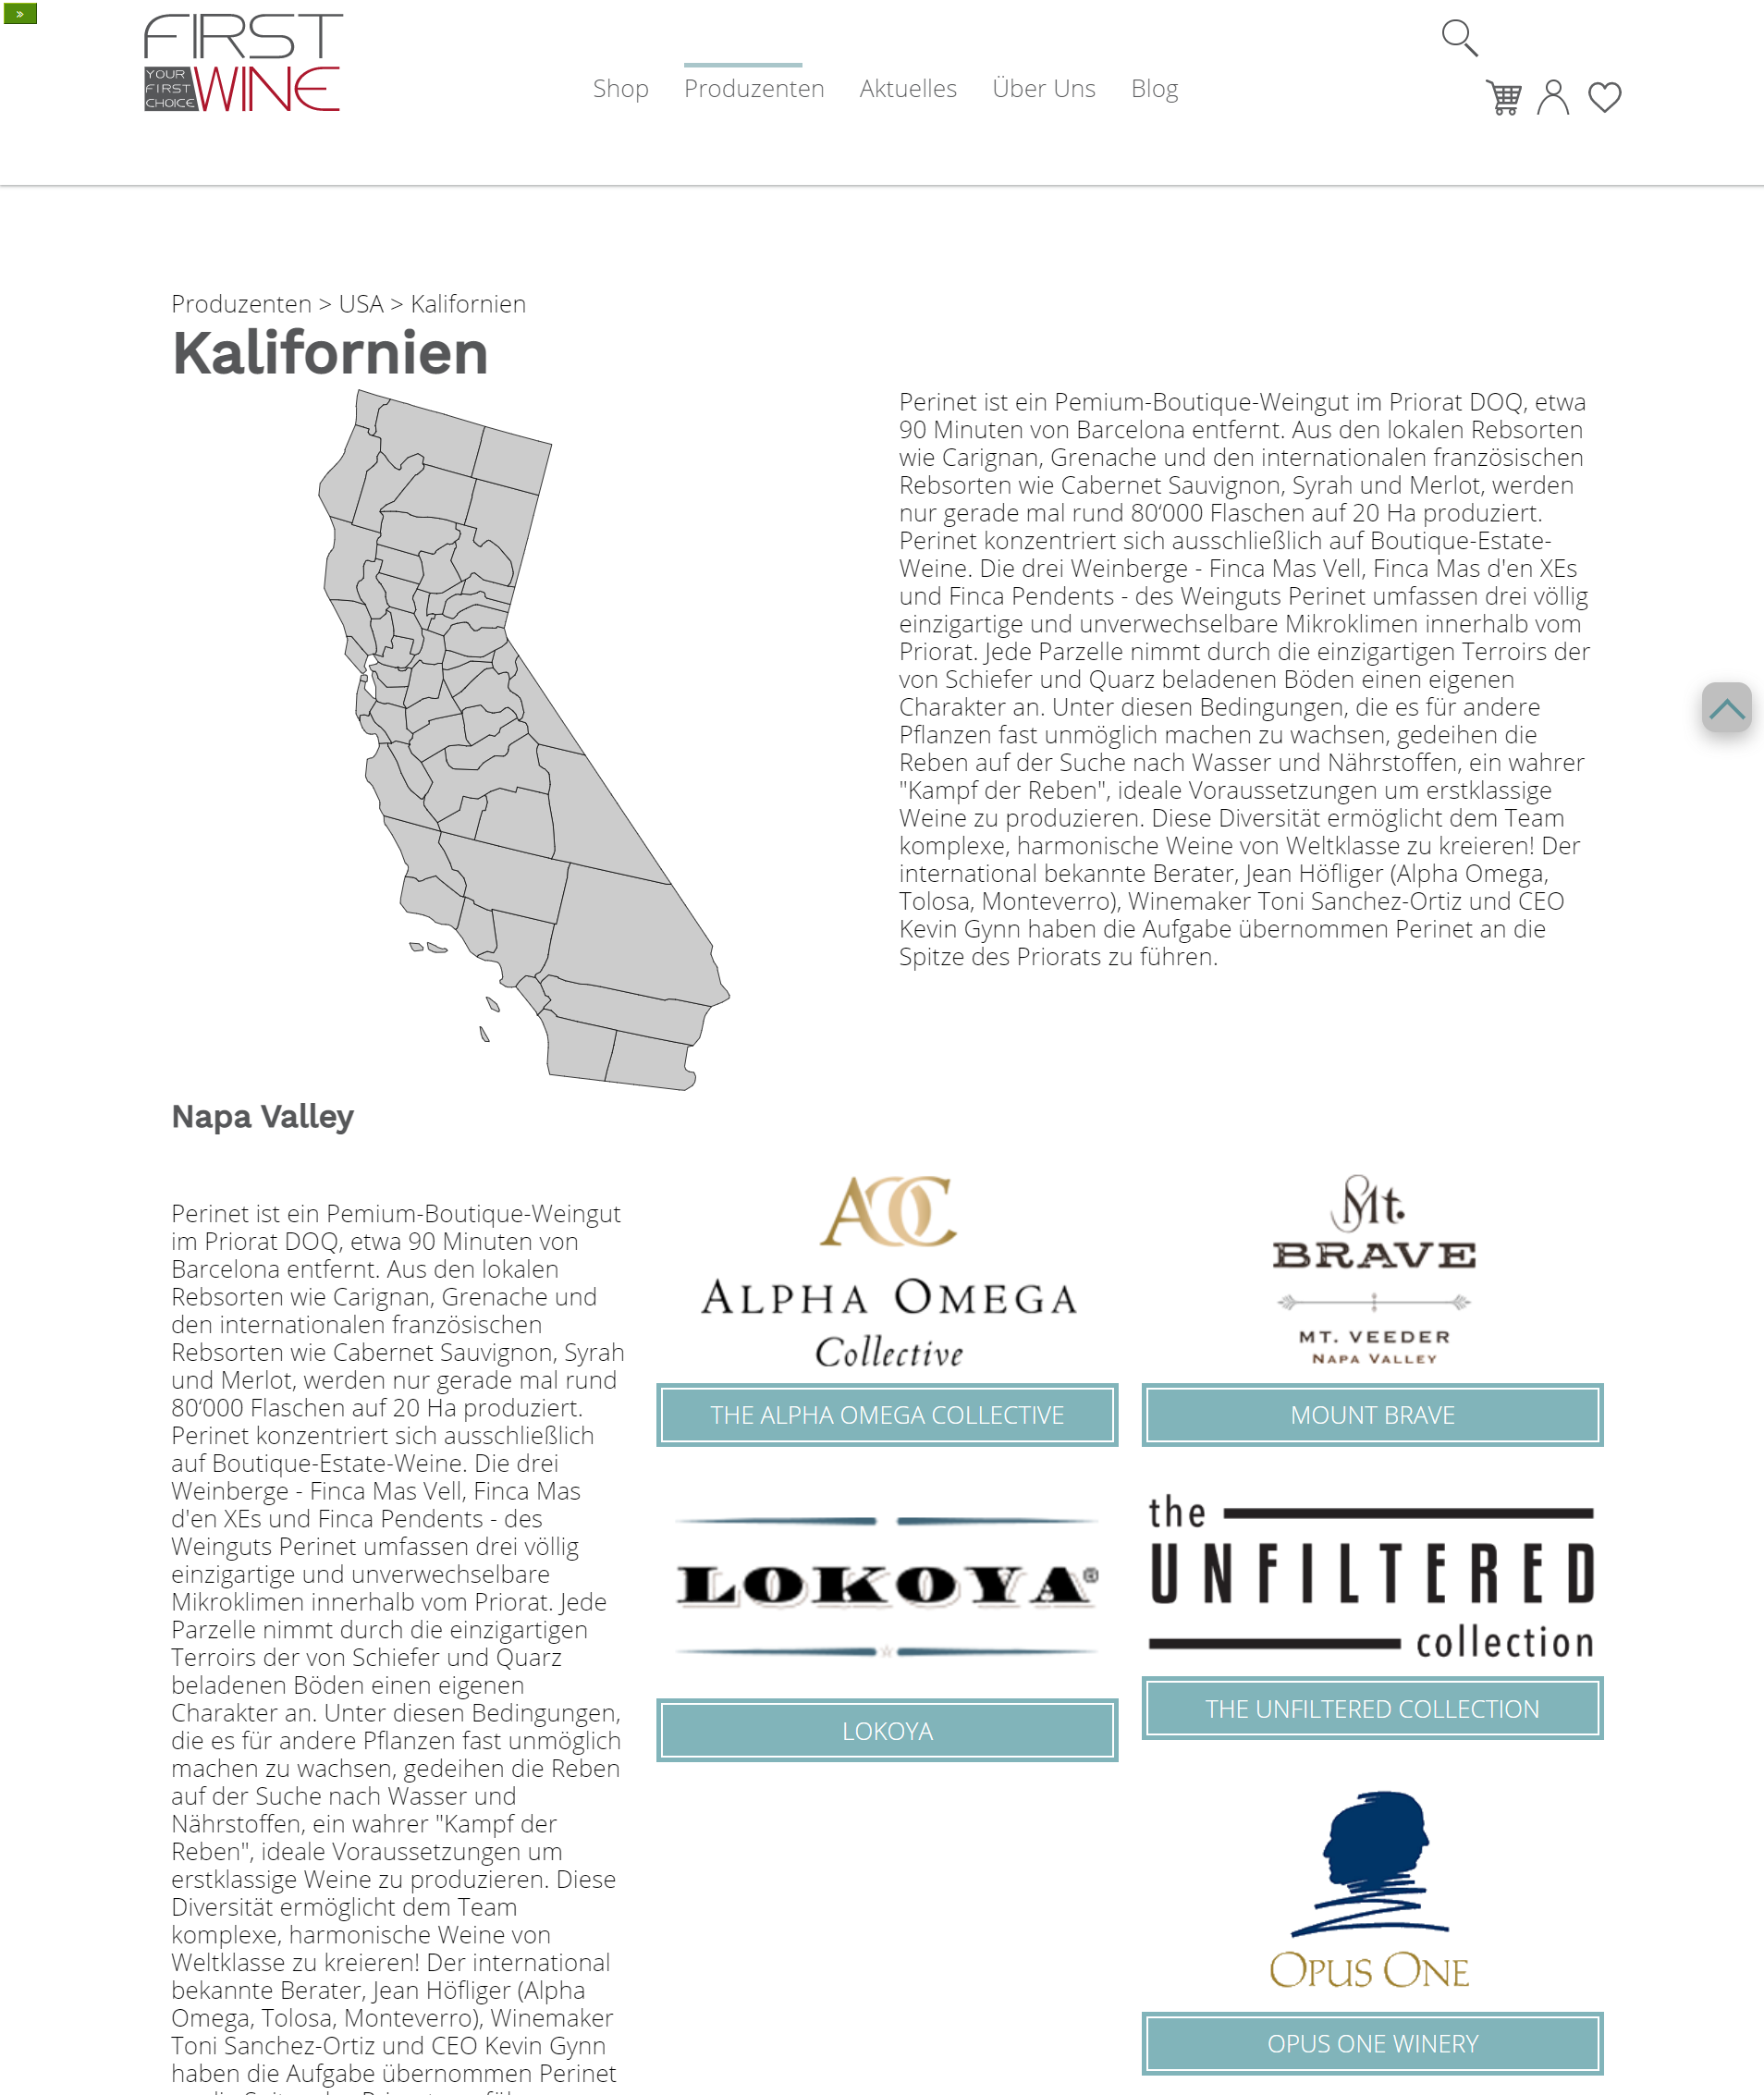 »
FIRST
YOUR
FIRST
CHOICE
WINE
Shop
Produzenten
Aktuelles
Über Uns
Blog
Produzenten > USA > Kalifornien
Kalifornien
Perinet ist ein Pemium-Boutique-Weingut im Priorat DOQ, etwa
90 Minuten von Barcelona entfernt. Aus den lokalen Rebsorten
wie Carignan, Grenache und den internationalen französischen
Rebsorten wie Cabernet Sauvignon, Syrah und Merlot, werden
nur gerade mal rund 80‘000 Flaschen auf 20 Ha produziert.
Perinet konzentriert sich ausschließlich auf Boutique-Estate-
Weine. Die drei Weinberge - Finca Mas Vell, Finca Mas d'en XEs
und Finca Pendents - des Weinguts Perinet umfassen drei völlig
einzigartige und unverwechselbare Mikroklimen innerhalb vom
Priorat. Jede Parzelle nimmt durch die einzigartigen Terroirs der
von Schiefer und Quarz beladenen Böden einen eigenen
Charakter an. Unter diesen Bedingungen, die es für andere
Pflanzen fast unmöglich machen zu wachsen, gedeihen die
Reben auf der Suche nach Wasser und Nährstoffen, ein wahrer
"Kampf der Reben", ideale Voraussetzungen um erstklassige
Weine zu produzieren. Diese Diversität ermöglicht dem Team
komplexe, harmonische Weine von Weltklasse zu kreieren! Der
international bekannte Berater, Jean Höfliger (Alpha Omega,
Tolosa, Monteverro), Winemaker Toni Sanchez-Ortiz und CEO
Kevin Gynn haben die Aufgabe übernommen Perinet an die
Spitze des Priorats zu führen.
Napa Valley
Perinet ist ein Pemium-Boutique-Weingut
im Priorat DOQ, etwa 90 Minuten von
Barcelona entfernt. Aus den lokalen
Rebsorten wie Carignan, Grenache und
den internationalen französischen
Rebsorten wie Cabernet Sauvignon, Syrah
und Merlot, werden nur gerade mal rund
80‘000 Flaschen auf 20 Ha produziert.
Perinet konzentriert sich ausschließlich
auf Boutique-Estate-Weine. Die drei
Weinberge - Finca Mas Vell, Finca Mas
d'en XEs und Finca Pendents - des
Weinguts Perinet umfassen drei völlig
einzigartige und unverwechselbare
Mikroklimen innerhalb vom Priorat. Jede
Parzelle nimmt durch die einzigartigen
Terroirs der von Schiefer und Quarz
beladenen Böden einen eigenen
Charakter an. Unter diesen Bedingungen,
die es für andere Pflanzen fast unmöglich
machen zu wachsen, gedeihen die Reben
auf der Suche nach Wasser und
Nährstoffen, ein wahrer "Kampf der
Reben", ideale Voraussetzungen um
erstklassige Weine zu produzieren. Diese
Diversität ermöglicht dem Team
komplexe, harmonische Weine von
Weltklasse zu kreieren! Der international
bekannte Berater, Jean Höfliger (Alpha
Omega, Tolosa, Monteverro), Winemaker
Toni Sanchez-Ortiz und CEO Kevin Gynn
haben die Aufgabe übernommen Perinet
AOC
ALPHA OMEGA
Collective
THE ALPHA OMEGA COLLECTIVE
Mt.
BRAVE
MT. VEEDER
NAPA VALLEY
MOUNT BRAVE
LOKOYA®
LOKOYA
the
UNFILTERED
collection
THE UNFILTERED COLLECTION
OPUS ONE
OPUS ONE WINERY